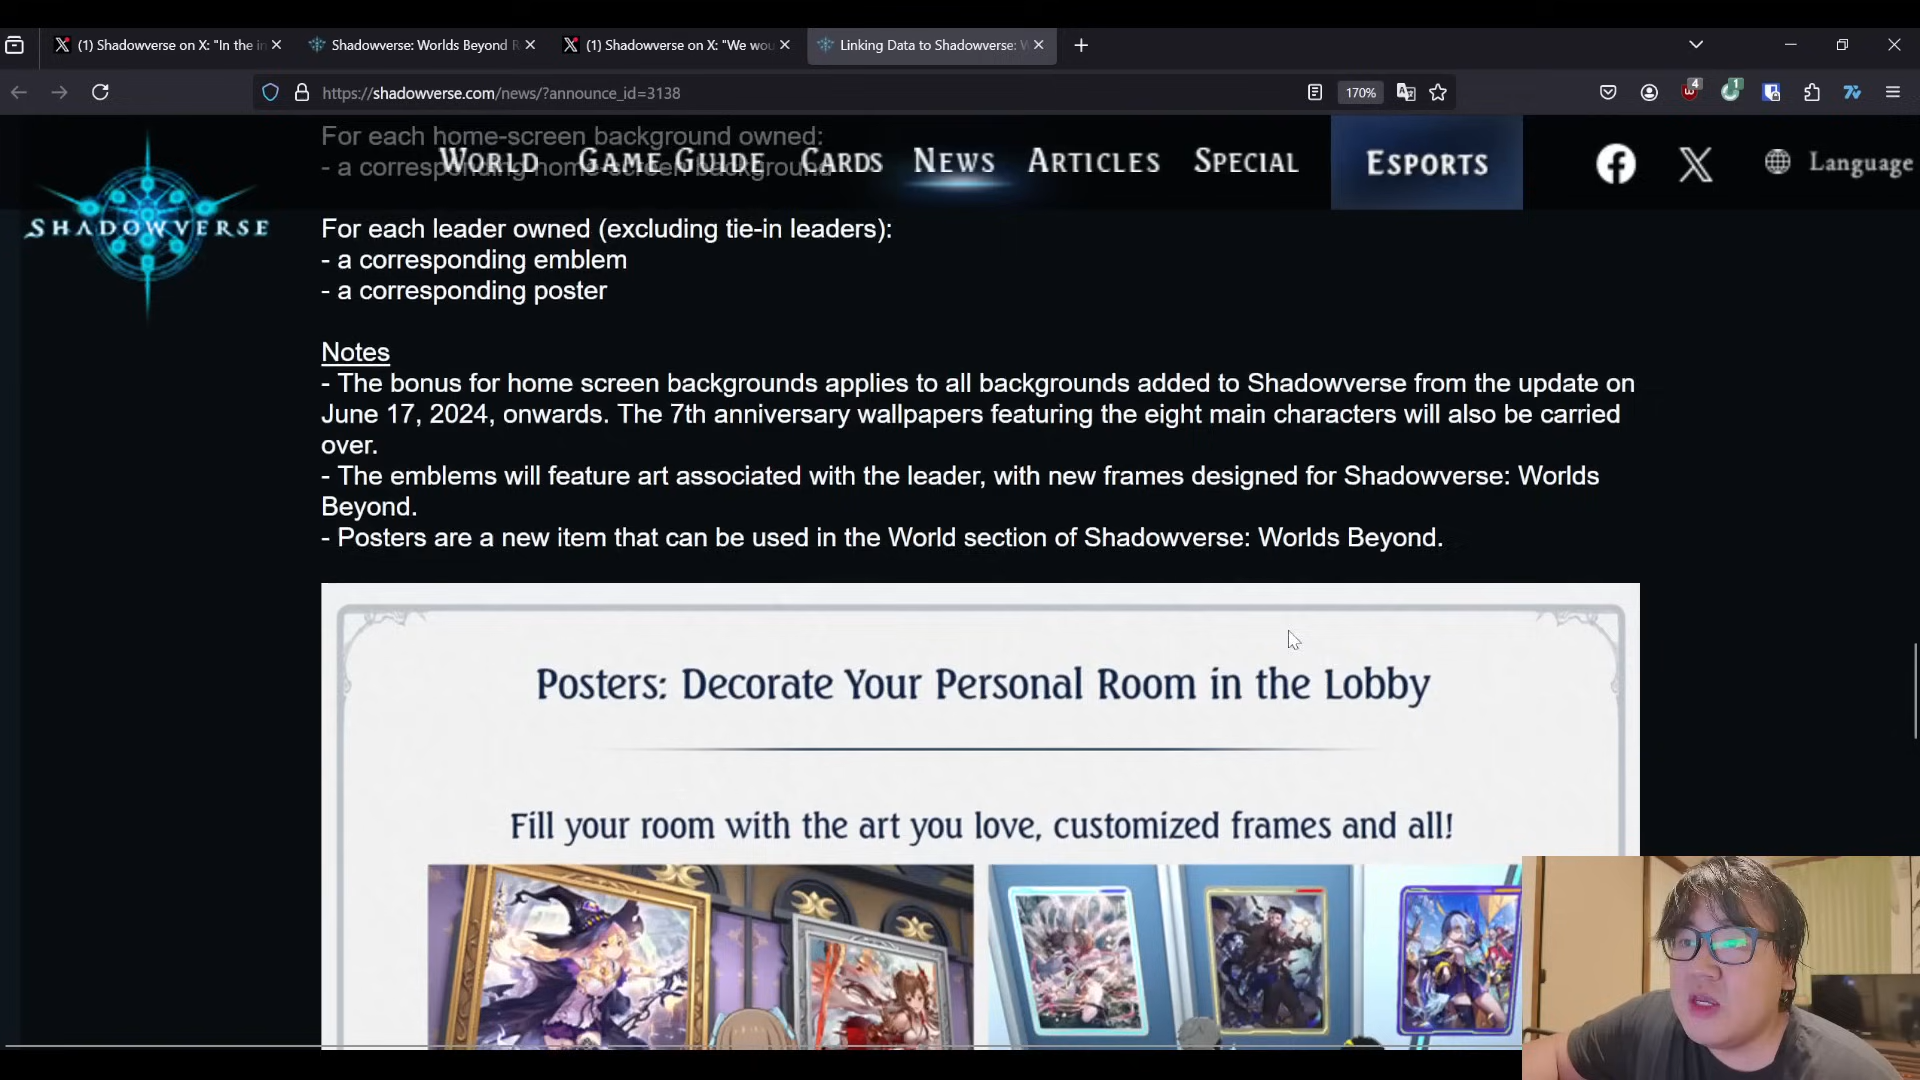 (1) Shadowverse on X: "In the i
Shadowverse: Worlds Beyond R
(1) Shadowverse on X: "We wou
Linking Data to Shadowverse: W
https://shadowverse.com/news/?announce_id=3138
170%
4
1
SHADOWVERSE
WORLD
GAME GUIDE
CARDS
NEWS
ARTICLES
SPECIAL
ESPORTS
Language
For each home-screen background owned:
- a corresponding home-screen background
For each leader owned (excluding tie-in leaders):
- a corresponding emblem
- a corresponding poster
Notes
- The bonus for home screen backgrounds applies to all backgrounds added to Shadowverse from the update on
June 17, 2024, onwards. The 7th anniversary wallpapers featuring the eight main characters will also be carried
over.
- The emblems will feature art associated with the leader, with new frames designed for Shadowverse: Worlds
Beyond.
- Posters are a new item that can be used in the World section of Shadowverse: Worlds Beyond.
Posters: Decorate Your Personal Room in the Lobby
Fill your room with the art you love, customized frames and all!